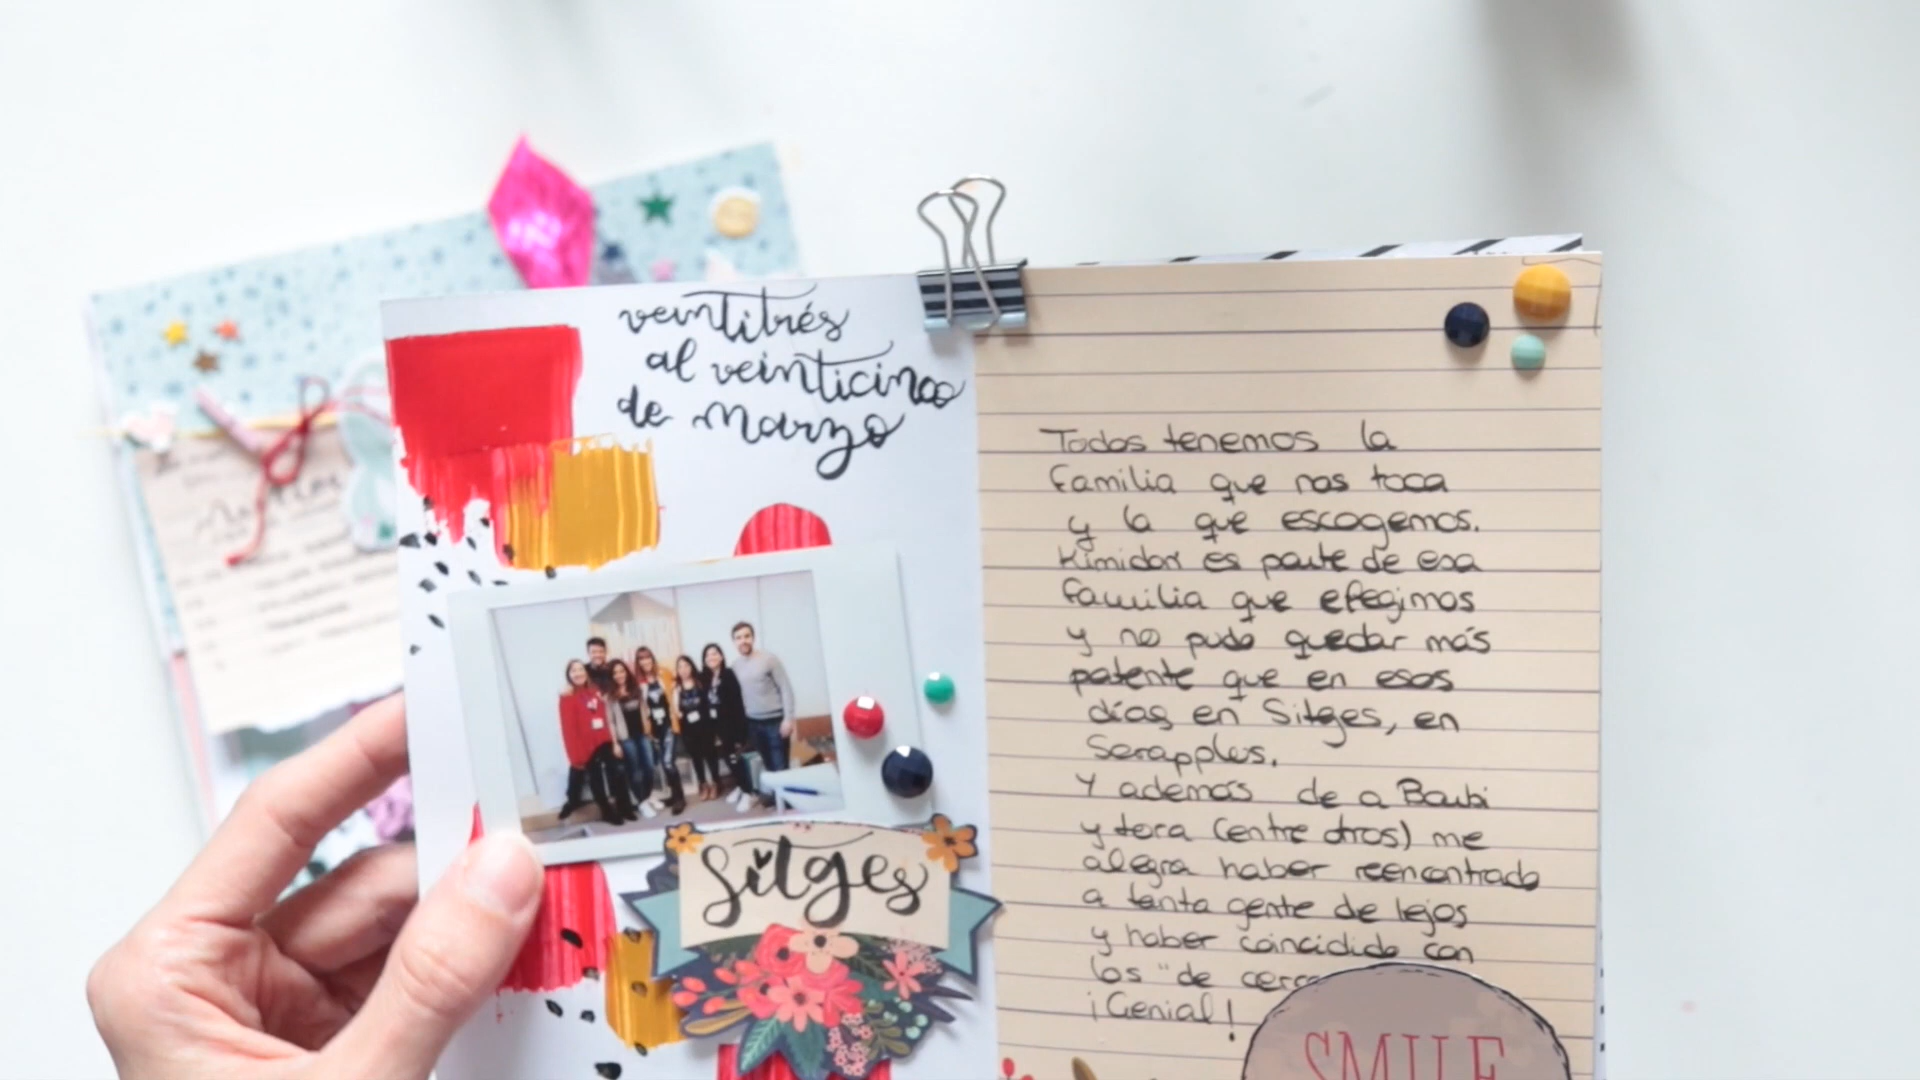 veintitrés
al veinticinco
de marzo
Sitges
Todos tenemos la
familia que nos toca
y la que escogemos.
Kimidori es parte de esa
familia que elegimos
y no pudo quedar más
patente que en esos
días en Sitges, en
Scrapples.
Y además de a Baubi
y tora (entre otros) me
alegra haber reencontrado
a tanta gente de lejos
y haber coincidido con
los "de cerca
¡Genial!
SMILE